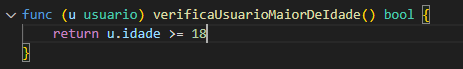 func (u usuario) verificaUsuarioMaiorDeIdade() bool {
    return u.idade >= 18
}